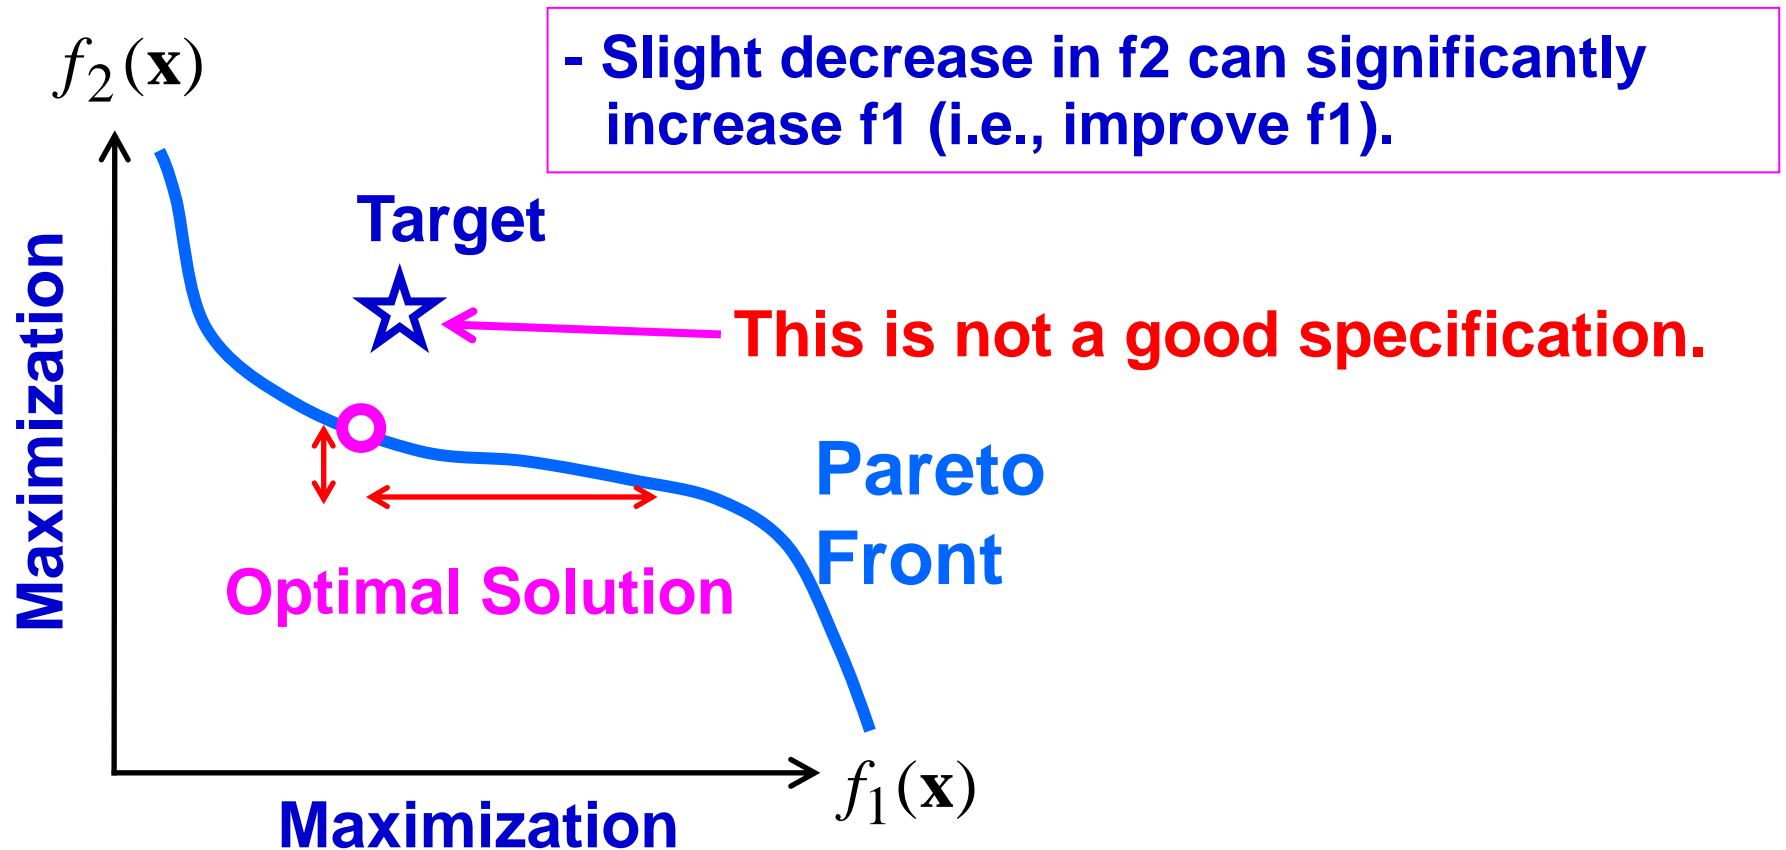 f₂(x)
- Slight decrease in f2 can significantly
increase f1 (i.e., improve f1).
Target
Maximization
This is not a good specification.
Pareto
Front
Optimal Solution
f₁(x)
Maximization